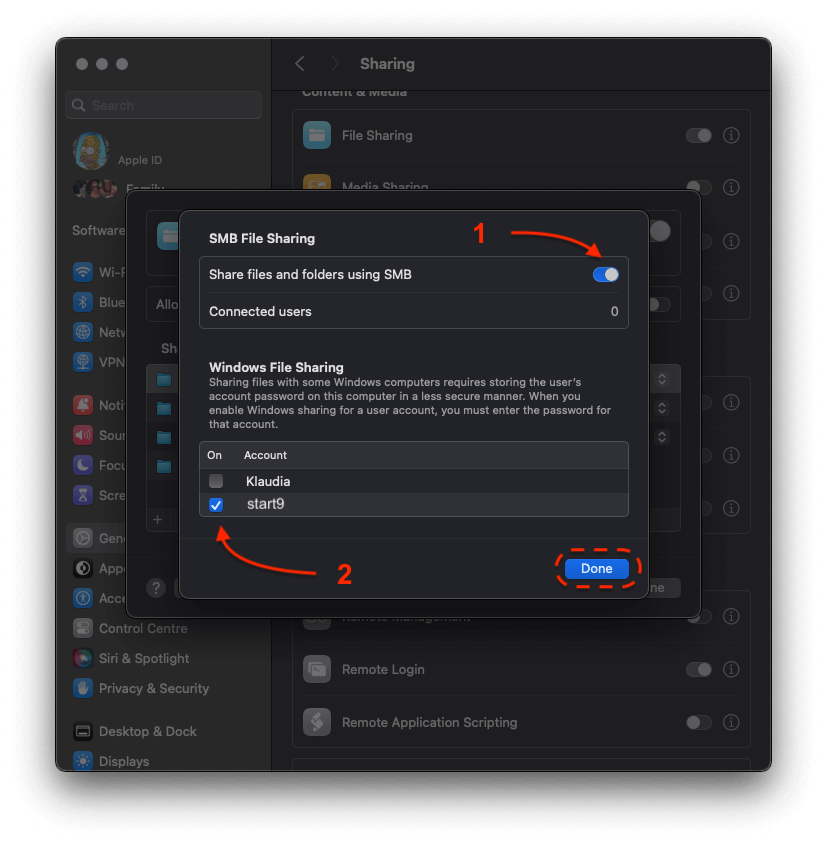 Sharing
Search
Content & Media
Apple ID
Family
File Sharing
Media Sharing
Software
Wi-F
Blue
Netw
VPN
Notif
Soun
Focu
Scre
Gene
Appe
Acce
Control Centre
Siri & Spotlight
Privacy & Security
Desktop & Dock
Displays
Allo
Sh
SMB File Sharing
1
Share files and folders using SMB
Connected users 0
Windows File Sharing
Sharing files with some Windows computers requires storing the user's
account password on this computer in a less secure manner. When you
enable Windows sharing for a user account, you must enter the password for
that account.
On Account
Klaudia
start9
2
Done
+
?
ne
Remote Management
Remote Login
Remote Application Scripting